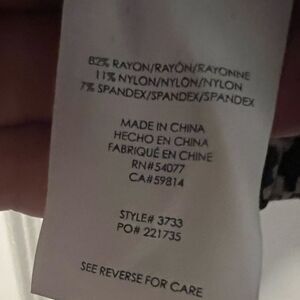 82% RAYON/RAYÓN/RAYONNE
11% NYLON/NYLON/NYLON
7% SPANDEX/SPANDEX/SPANDEX
MADE IN CHINA
HECHO EN CHINA
FABRIQUÉ EN CHINE
RN#54077
CA#59814
STYLE# 3733
PO# 221735
SEE REVERSE FOR CARE